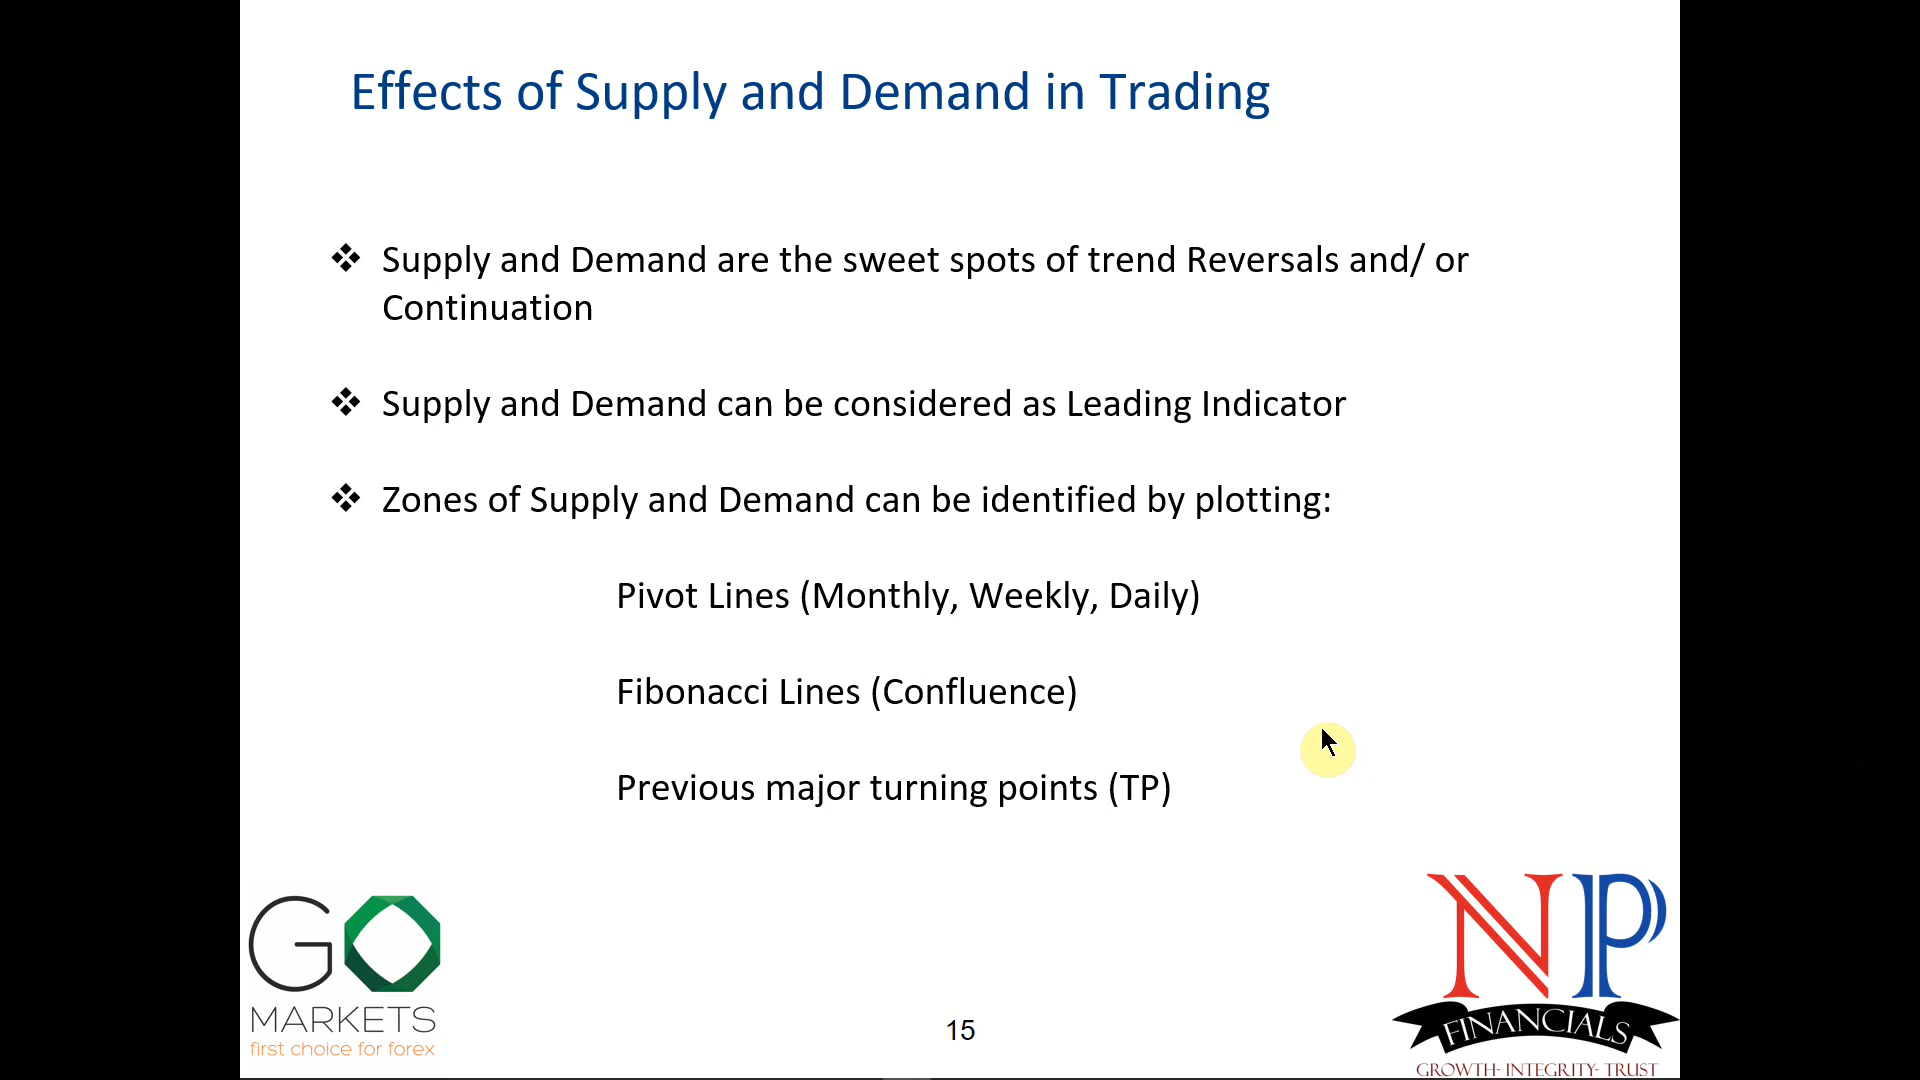 Effects of Supply and Demand in Trading
❖ Supply and Demand are the sweet spots of trend Reversals and/ or
Continuation
❖ Supply and Demand can be considered as Leading Indicator
❖ Zones of Supply and Demand can be identified by plotting:
Pivot Lines (Monthly, Weekly, Daily)
Fibonacci Lines (Confluence)
Previous major turning points (TP)
GO
MARKETS
first choice for forex
15
NP
FINANCIALS
GROWTH- INTEGRITY- TRUST